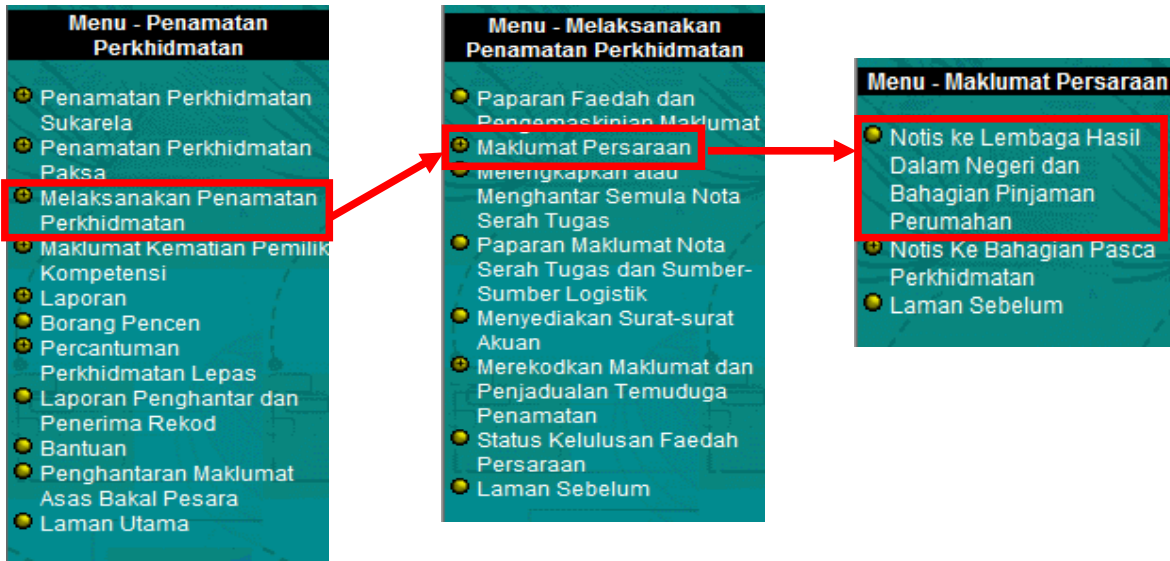 Menu - Penamatan
Perkhidmatan
Penamatan Perkhidmatan
Sukarela
Penamatan Perkhidmatan
Paksa
Melaksanakan Penamatan
Perkhidmatan
Maklumat Kematian Pemilik
Kompetensi
Laporan
Borang Pencen
Percantuman
Perkhidmatan Lepas
Laporan Penghantar dan
Penerima Rekod
Bantuan
Penghantaran Maklumat
Asas Bakal Pesara
Laman Utama
Menu - Melaksanakan
Penamatan Perkhidmatan
Paparan Faedah dan
Pengemaskinian Maklumat
Maklumat Persaraan
Melengkapkan atau
Menghantar Semula Nota
Serah Tugas
Paparan Maklumat Nota
Serah Tugas dan Sumber-
Sumber Logistik
Menyediakan Surat-surat
Akuan
Merekodkan Maklumat dan
Penjadualan Temuduga
Penamatan
Status Kelulusan Faedah
Persaraan
Laman Sebelum
Menu - Maklumat Persaraan
Notis ke Lembaga Hasil
Dalam Negeri dan
Bahagian Pinjaman
Perumahan
Notis Ke Bahagian Pasca
Perkhidmatan
Laman Sebelum